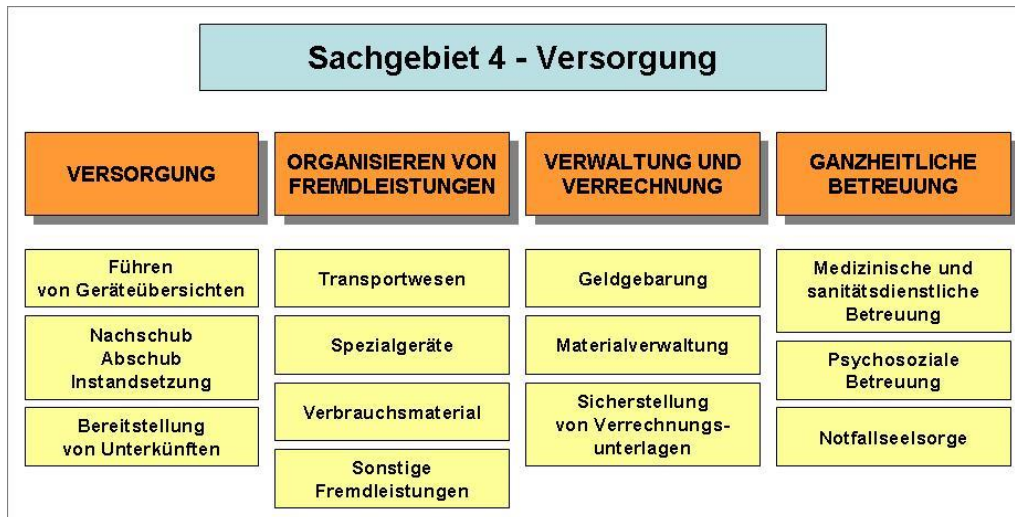 Sachgebiet 4 - Versorgung
VERSORGUNG
Führen
von Geräteübersichten
Nachschub
Abschub
Instandsetzung
Bereitstellung
von Unterkünften
ORGANISIEREN VON
FREMDLEISTUNGEN
Transportwesen
Spezialgeräte
Verbrauchsmaterial
Sonstige
Fremdleistungen
VERWALTUNG UND
VERRECHNUNG
Geldgebarung
Materialverwaltung
Sicherstellung
von Verrechnungs-
unterlagen
GANZHEITLICHE
BETREUUNG
Medizinische und
sanitätsdienstliche
Betreuung
Psychosoziale
Betreuung
Notfallseelsorge